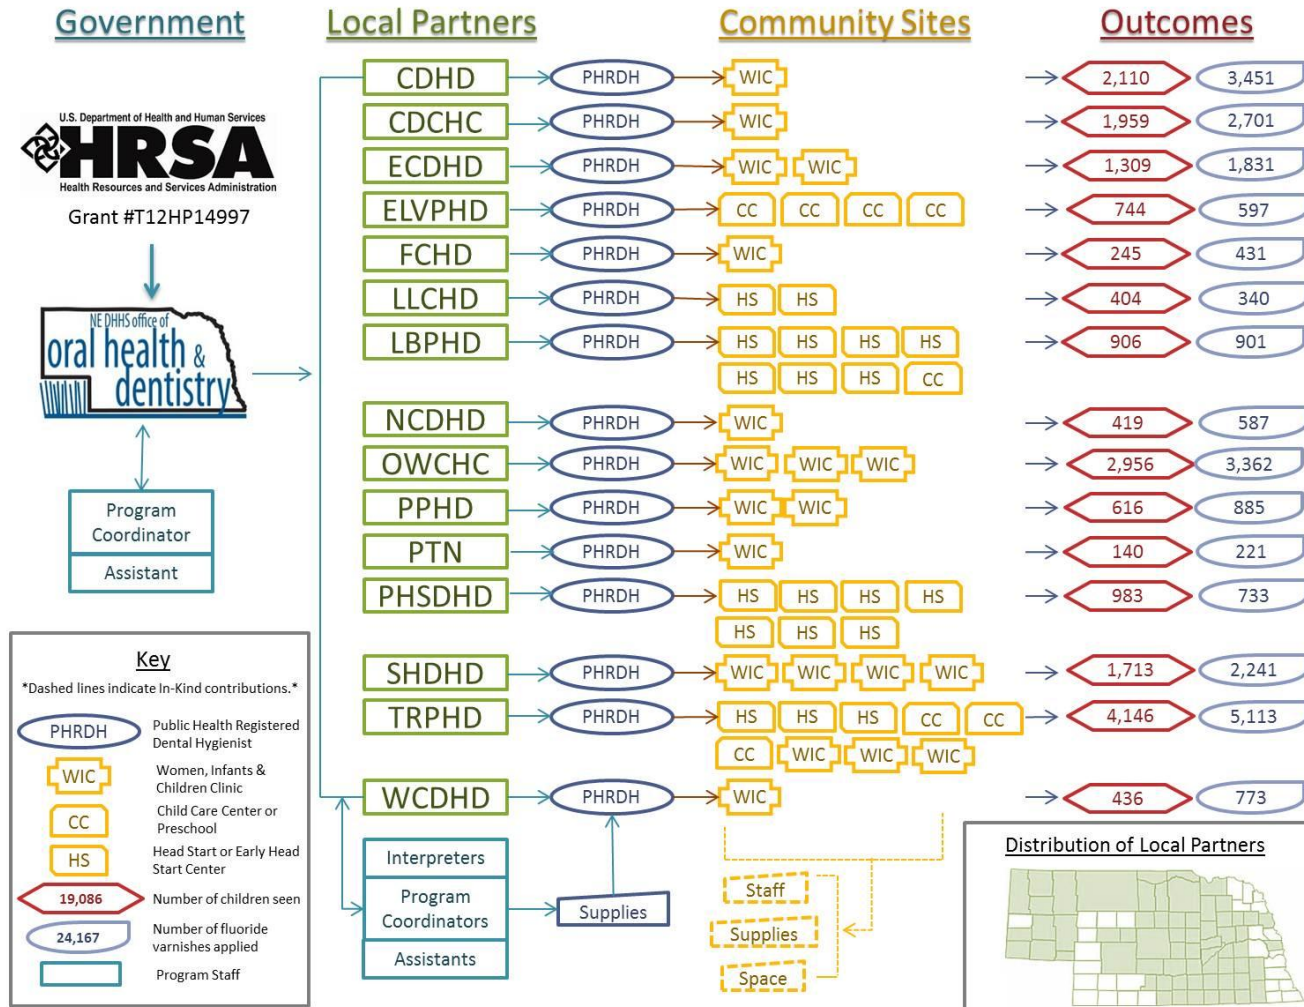 Government
Local Partners
Community Sites
Outcomes
U.S. Department of Health and Human Services
HRSA
Health Resources and Services Administration
Grant #T12HP14997
NE DHHS office of
oral health &
dentistry
Program
Coordinator
Assistant
CDHD PHRDH WIC 2,110 3,451
CDCHC PHRDH WIC 1,959 2,701
ECDHD PHRDH WIC WIC 1,309 1,831
ELVPHD PHRDH CC CC CC CC 744 597
FCHD PHRDH WIC 245 431
LLCHD PHRDH HS HS 404 340
LBPHD PHRDH HS HS HS HS 906 901
HS HS HS CC
NCDHD PHRDH WIC 419 587
OWCHC PHRDH WIC WIC WIC 2,956 3,362
PPHD PHRDH WIC WIC 616 885
PTN PHRDH WIC 140 221
PHSDHD PHRDH HS HS HS HS 983 733
HS HS HS
SHDHD PHRDH WIC WIC WIC WIC 1,713 2,241
TRPHD PHRDH HS HS HS CC CC 4,146 5,113
CC WIC WIC WIC
WCDHD PHRDH WIC 436 773
Interpreters
Program
Coordinators
Assistants
Supplies
Staff
Supplies
Space
Key
*Dashed lines indicate In-Kind contributions.*
PHRDH Public Health Registered
Dental Hygienist
WIC Women, Infants &
Children Clinic
CC Child Care Center or
Preschool
HS Head Start or Early Head
Start Center
19,086 Number of children seen
24,167 Number of fluoride
varnishes applied
Program Staff
Distribution of Local Partners